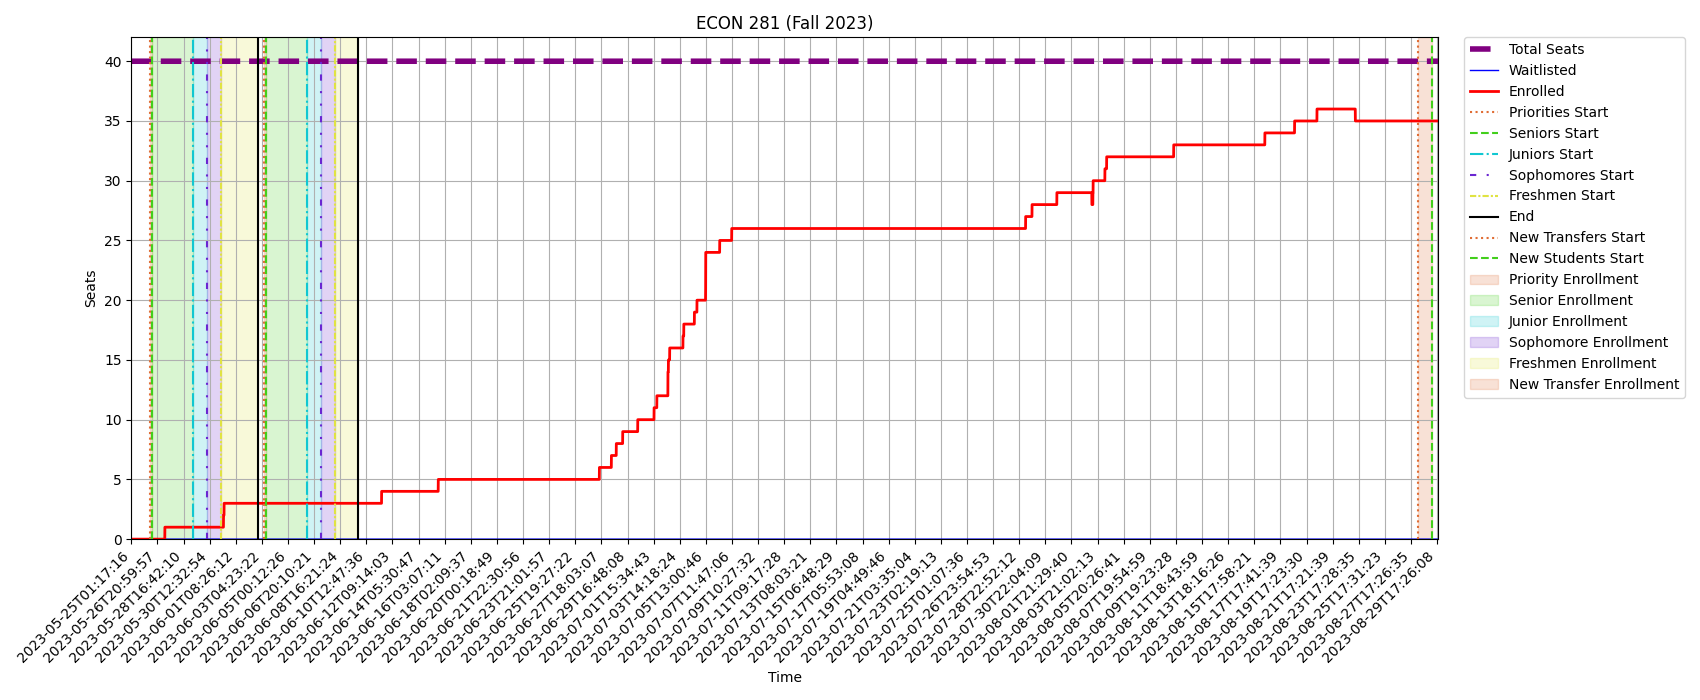 ECON 281 (Fall 2023)
Seats
40
35
30
25
20
15
10
5
0
2023-05-25T01:17:16
2023-05-26T20:59:57
2023-05-28T16:42:10
2023-05-30T12:32:54
2023-06-01T08:26:12
2023-06-03T04:23:22
2023-06-05T00:12:26
2023-06-06T20:10:21
2023-06-08T16:21:24
2023-06-10T12:47:36
2023-06-12T09:14:03
2023-06-14T05:30:47
2023-06-16T03:07:11
2023-06-18T02:09:37
2023-06-20T00:18:49
2023-06-21T22:30:56
2023-06-23T21:01:57
2023-06-25T19:27:22
2023-06-27T18:03:07
2023-06-29T16:48:08
2023-07-01T15:34:43
2023-07-03T14:18:24
2023-07-05T13:00:46
2023-07-07T11:47:06
2023-07-09T10:27:32
2023-07-11T09:17:28
2023-07-13T08:03:21
2023-07-15T06:48:29
2023-07-17T05:53:08
2023-07-19T04:49:46
2023-07-21T03:35:04
2023-07-23T02:19:13
2023-07-25T01:07:36
2023-07-26T23:54:53
2023-07-28T22:52:12
2023-07-30T22:04:09
2023-08-01T21:29:40
2023-08-03T21:02:13
2023-08-05T20:26:41
2023-08-07T19:54:59
2023-08-09T19:23:28
2023-08-11T18:43:59
2023-08-13T18:16:26
2023-08-15T17:58:21
2023-08-17T17:41:39
2023-08-19T17:23:30
2023-08-21T17:21:39
2023-08-23T17:28:35
2023-08-25T17:31:23
2023-08-27T17:26:35
2023-08-29T17:26:08
Time
Total Seats
Waitlisted
Enrolled
Priorities Start
Seniors Start
Juniors Start
Sophomores Start
Freshmen Start
End
New Transfers Start
New Students Start
Priority Enrollment
Senior Enrollment
Junior Enrollment
Sophomore Enrollment
Freshmen Enrollment
New Transfer Enrollment